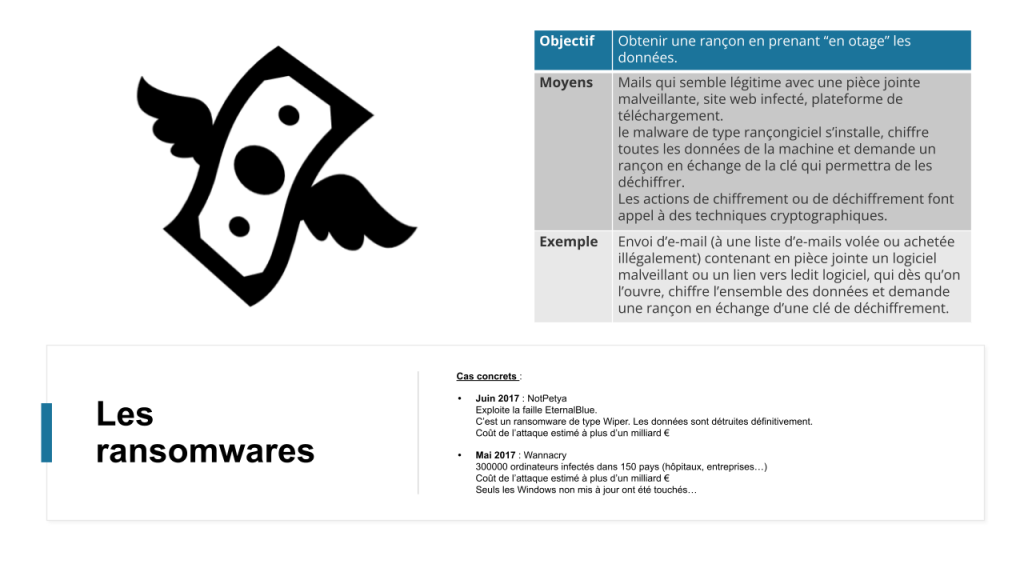 Objectif
Obtenir une rançon en prenant “en otage” les
données.
Moyens
Mails qui semble légitime avec une pièce jointe
malveillante, site web infecté, plateforme de
téléchargement.
le malware de type rançongiciel s’installe, chiffre
toutes les données de la machine et demande un
rançon en échange de la clé qui permettra de les
déchiffrer.
Les actions de chiffrement ou de déchiffrement font
appel à des techniques cryptographiques.
Exemple
Envoi d’e-mail (à une liste d’e-mails volée ou achetée
illégalement) contenant en pièce jointe un logiciel
malveillant ou un lien vers ledit logiciel, qui dès qu’on
l’ouvre, chiffre l’ensemble des données et demande
une rançon en échange d’une clé de déchiffrement.
Les
ransomwares
Cas concrets :
• Juin 2017 : NotPetya
Exploite la faille EternalBlue.
C’est un ransomware de type Wiper. Les données sont détruites définitivement.
Coût de l’attaque estimé à plus d’un milliard €
• Mai 2017 : Wannacry
300000 ordinateurs infectés dans 150 pays (hôpitaux, entreprises…)
Coût de l’attaque estimé à plus d’un milliard €
Seuls les Windows non mis à jour ont été touchés…